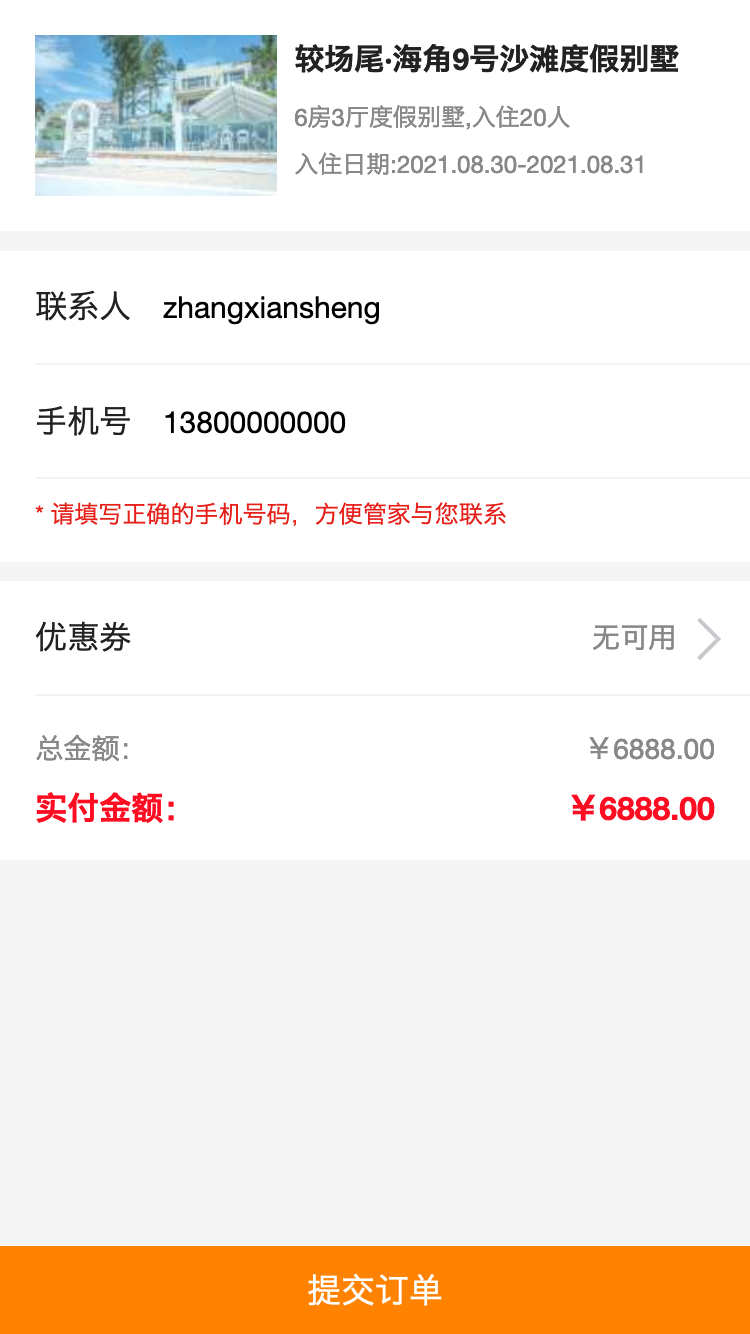 较场尾·海角9号沙滩度假别墅
6房3厅度假别墅,入住20人
入住日期:2021.08.30-2021.08.31
联系人 zhangxiansheng
手机号 13800000000
* 请填写正确的手机号码，方便管家与您联系
优惠券 无可用
总金额： ￥6888.00
实付金额： ￥6888.00
提交订单